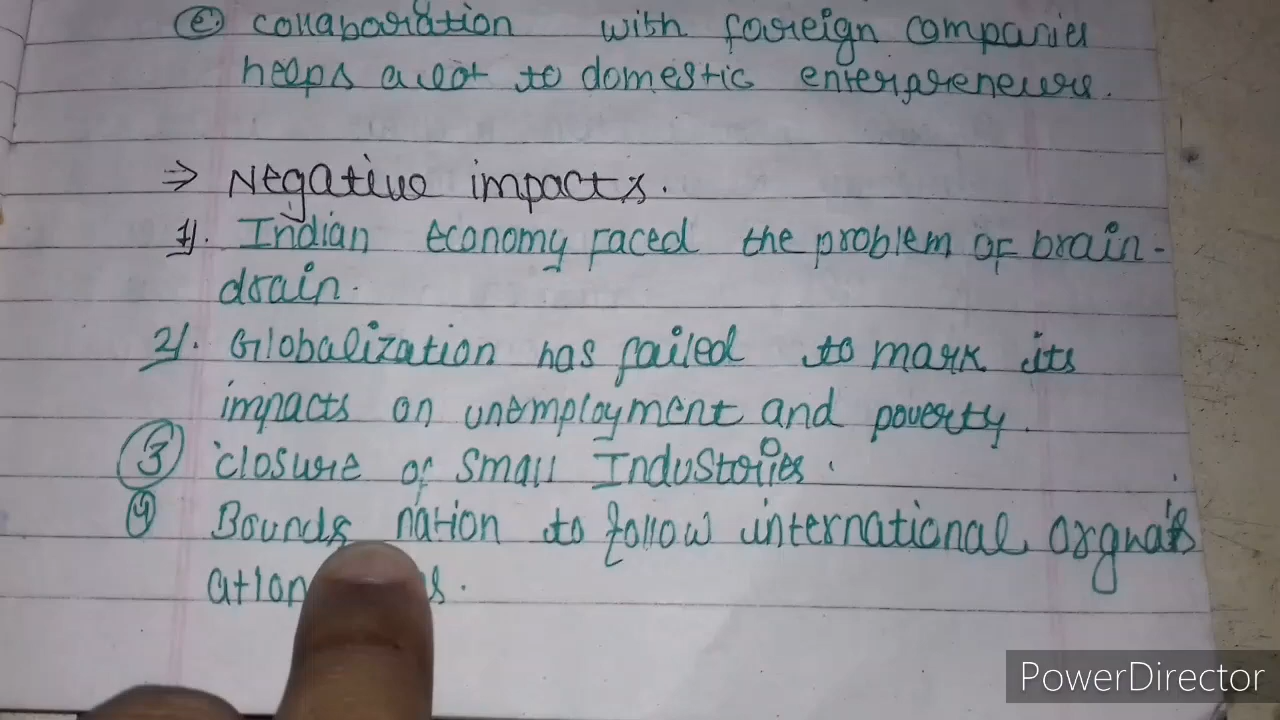 (e) collaboration with foreign companies
helps a lot to domestic enterpreneurs.
⇒ Negative impacts.
1). Indian economy faced the problem of brain-
drain.
2). Globalization has failed to mark its
impacts on unemployment and poverty.
(3) closure of small Industries.
(4) Bounds nation to follow international
PowerDirector